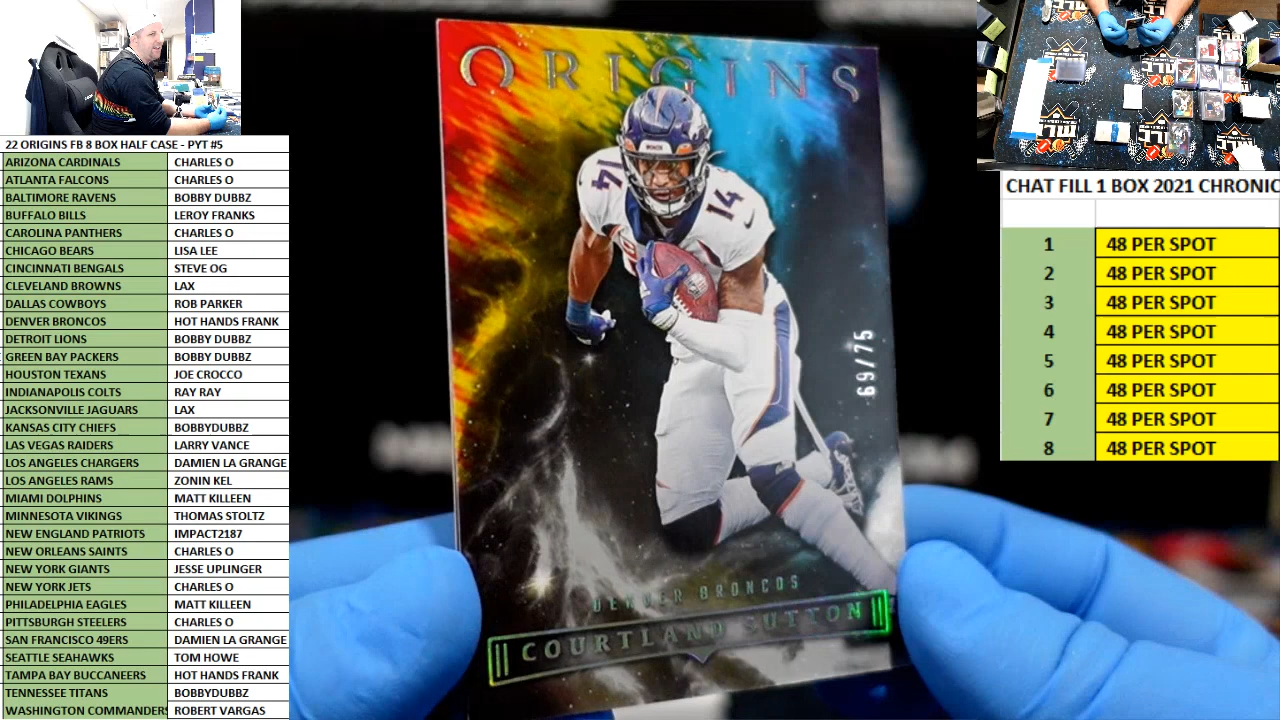 22 ORIGINS FB 8 BOX HALF CASE - PYT #5
ARIZONA CARDINALS CHARLES O
ATLANTA FALCONS CHARLES O
BALTIMORE RAVENS BOBBY DUBBZ
BUFFALO BILLS LEROY FRANKS
CAROLINA PANTHERS CHARLES O
CHICAGO BEARS LISA LEE
CINCINNATI BENGALS STEVE OG
CLEVELAND BROWNS LAX
DALLAS COWBOYS ROB PARKER
DENVER BRONCOS HOT HANDS FRANK
DETROIT LIONS BOBBY DUBBZ
GREEN BAY PACKERS BOBBY DUBBZ
HOUSTON TEXANS JOE CROCCO
INDIANAPOLIS COLTS RAY RAY
JACKSONVILLE JAGUARS LAX
KANSAS CITY CHIEFS BOBBYDUBBZ
LAS VEGAS RAIDERS LARRY VANCE
LOS ANGELES CHARGERS DAMIEN LA GRANGE
LOS ANGELES RAMS ZONIN KEL
MIAMI DOLPHINS MATT KILLEEN
MINNESOTA VIKINGS THOMAS STOLTZ
NEW ENGLAND PATRIOTS IMPACT2187
NEW ORLEANS SAINTS CHARLES O
NEW YORK GIANTS JESSE UPLINGER
NEW YORK JETS CHARLES O
PHILADELPHIA EAGLES MATT KILLEEN
PITTSBURGH STEELERS CHARLES O
SAN FRANCISCO 49ERS DAMIEN LA GRANGE
SEATTLE SEAHAWKS TOM HOWE
TAMPA BAY BUCCANEERS HOT HANDS FRANK
TENNESSEE TITANS BOBBYDUBBZ
WASHINGTON COMMANDERS ROBERT VARGAS
ORIGINS
14
14
69/75
DENVER BRONCOS
COURTLAND SUTTON
MLL
CHAT FILL 1 BOX 2021 CHRONIC
1 48 PER SPOT
2 48 PER SPOT
3 48 PER SPOT
4 48 PER SPOT
5 48 PER SPOT
6 48 PER SPOT
7 48 PER SPOT
8 48 PER SPOT